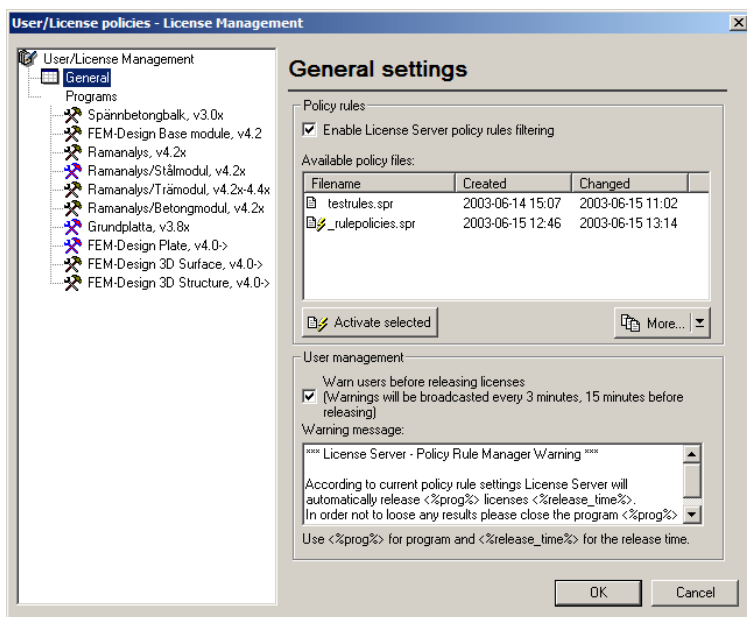 User/License policies - License Management
User/License Management
General
Programs
Spännbetongbalk, v3.0x
FEM-Design Base module, v4.2
Ramanalys, v4.2x
Ramanalys/Stålmodul, v4.2x
Ramanalys/Trämodul, v4.2x-4.4x
Ramanalys/Betongmodul, v4.2x
Grundplatta, v3.8x
FEM-Design Plate, v4.0->
FEM-Design 3D Surface, v4.0->
FEM-Design 3D Structure, v4.0->
General settings
Policy rules
Enable License Server policy rules filtering
Available policy files:
Filename Created Changed
testrules.spr 2003-06-14 15:07 2003-06-15 11:02
_rulepolicies.spr 2003-06-15 12:46 2003-06-15 13:14
Activate selected
More...
User management
Warn users before releasing licenses
(Warnings will be broadcasted every 3 minutes, 15 minutes before
releasing)
Warning message:
*** License Server - Policy Rule Manager Warning ***
According to current policy rule settings License Server will
automatically release <%prog%> licenses <%release_time%>.
In order not to loose any results please close the program <%prog%>
Use <%prog%> for program and <%release_time%> for the release time.
OK
Cancel